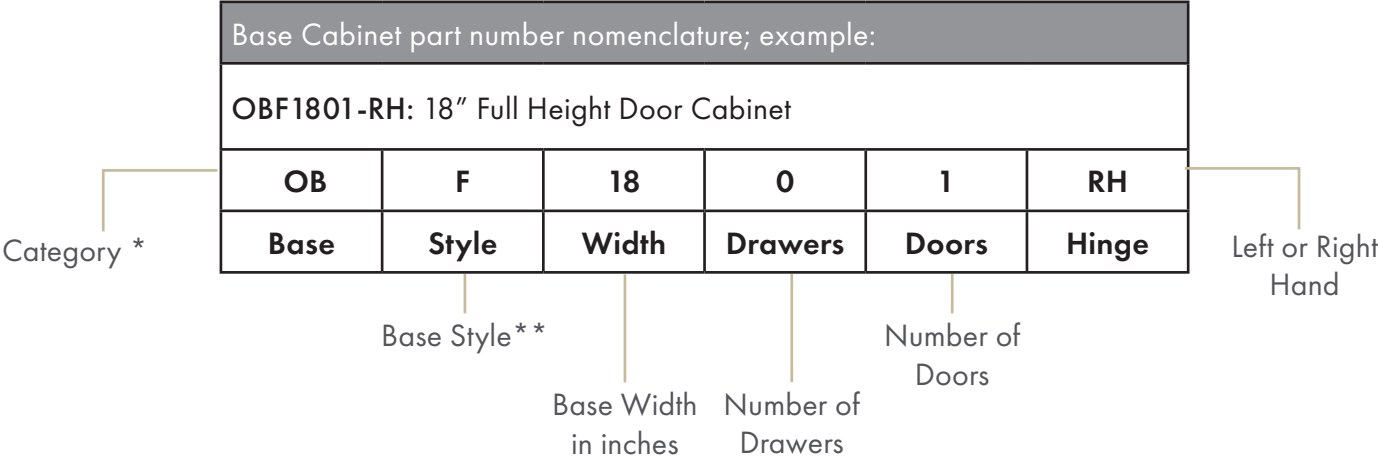 Base Cabinet part number nomenclature; example:
OBF1801-RH: 18″ Full Height Door Cabinet
OB F 18 0 1 RH
Base Style Width Drawers Doors Hinge
Category *
Left or Right
Hand
Base Style**
Number of
Doors
Base Width
in inches
Number of
Drawers